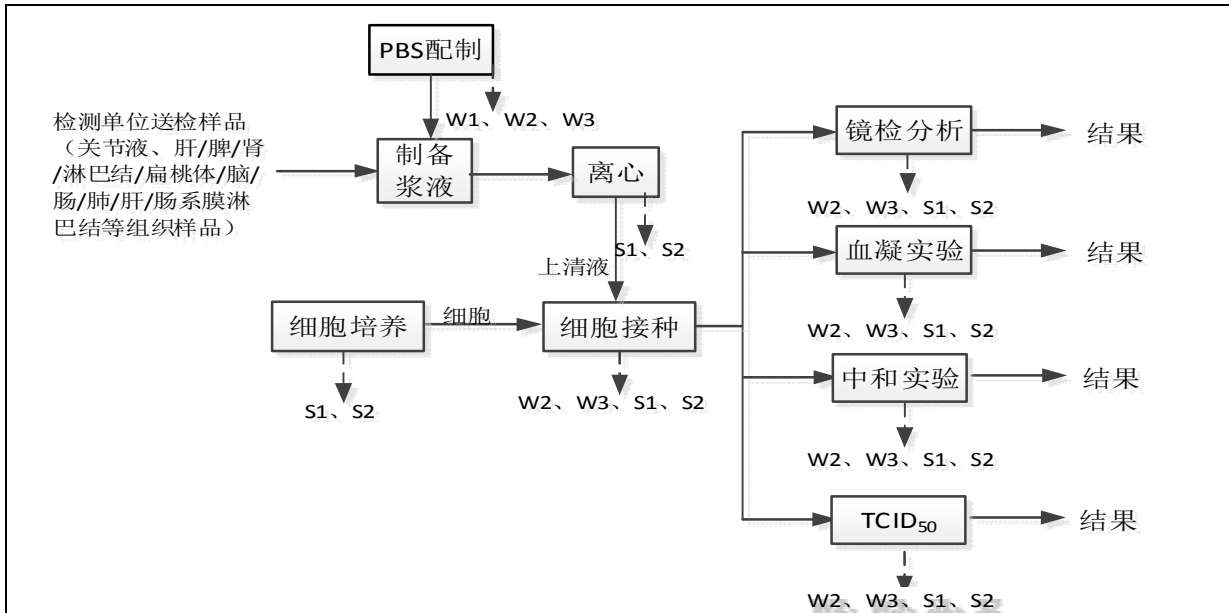 PBS配制
W1、W2、W3
检测单位送检样品
（关节液、肝/脾/肾
/淋巴结/扁桃体/脑/
肠/肺/肝/肠系膜淋
巴结等组织样品）
制备
浆液
离心
S1、S2
上清液
细胞培养
细胞
细胞接种
S1、S2
W2、W3、S1、S2
镜检分析
结果
W2、W3、S1、S2
血凝实验
结果
W2、W3、S1、S2
中和实验
结果
W2、W3、S1、S2
TCID50
结果
W2、W3、S1、S2